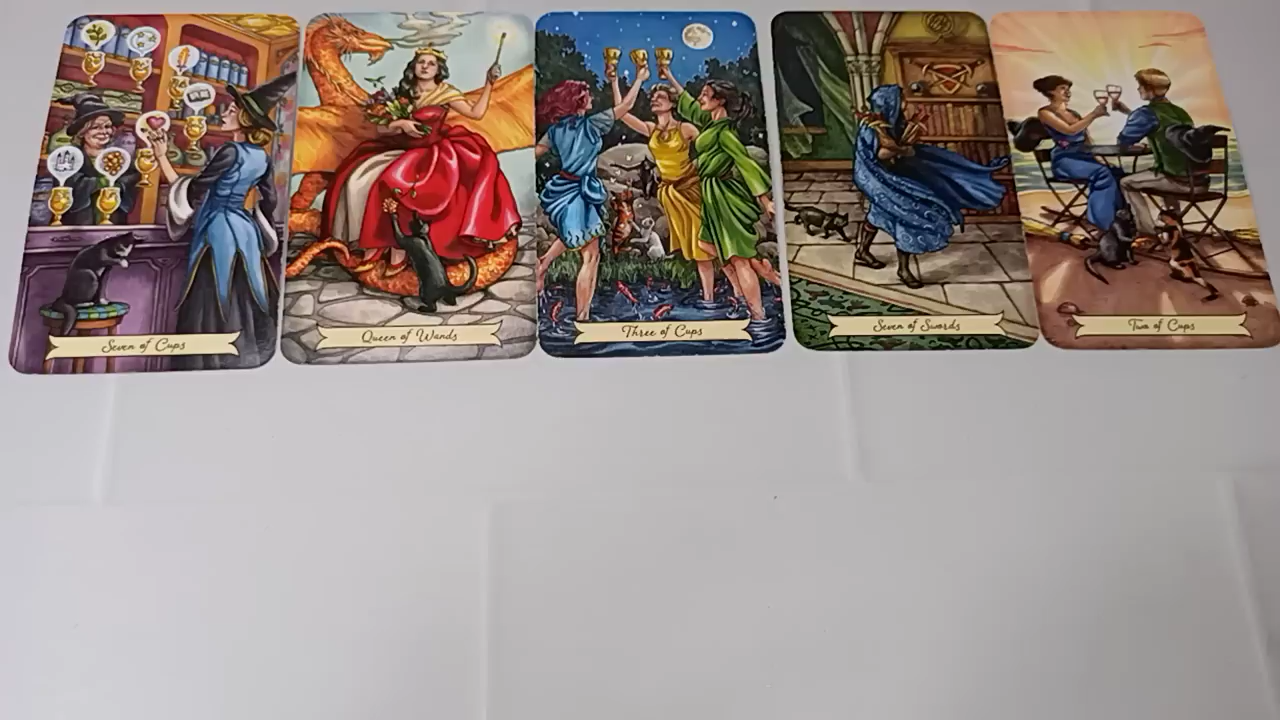 Seven of Cups
Queen of Wands
Three of Cups
Seven of Swords
Two of Cups